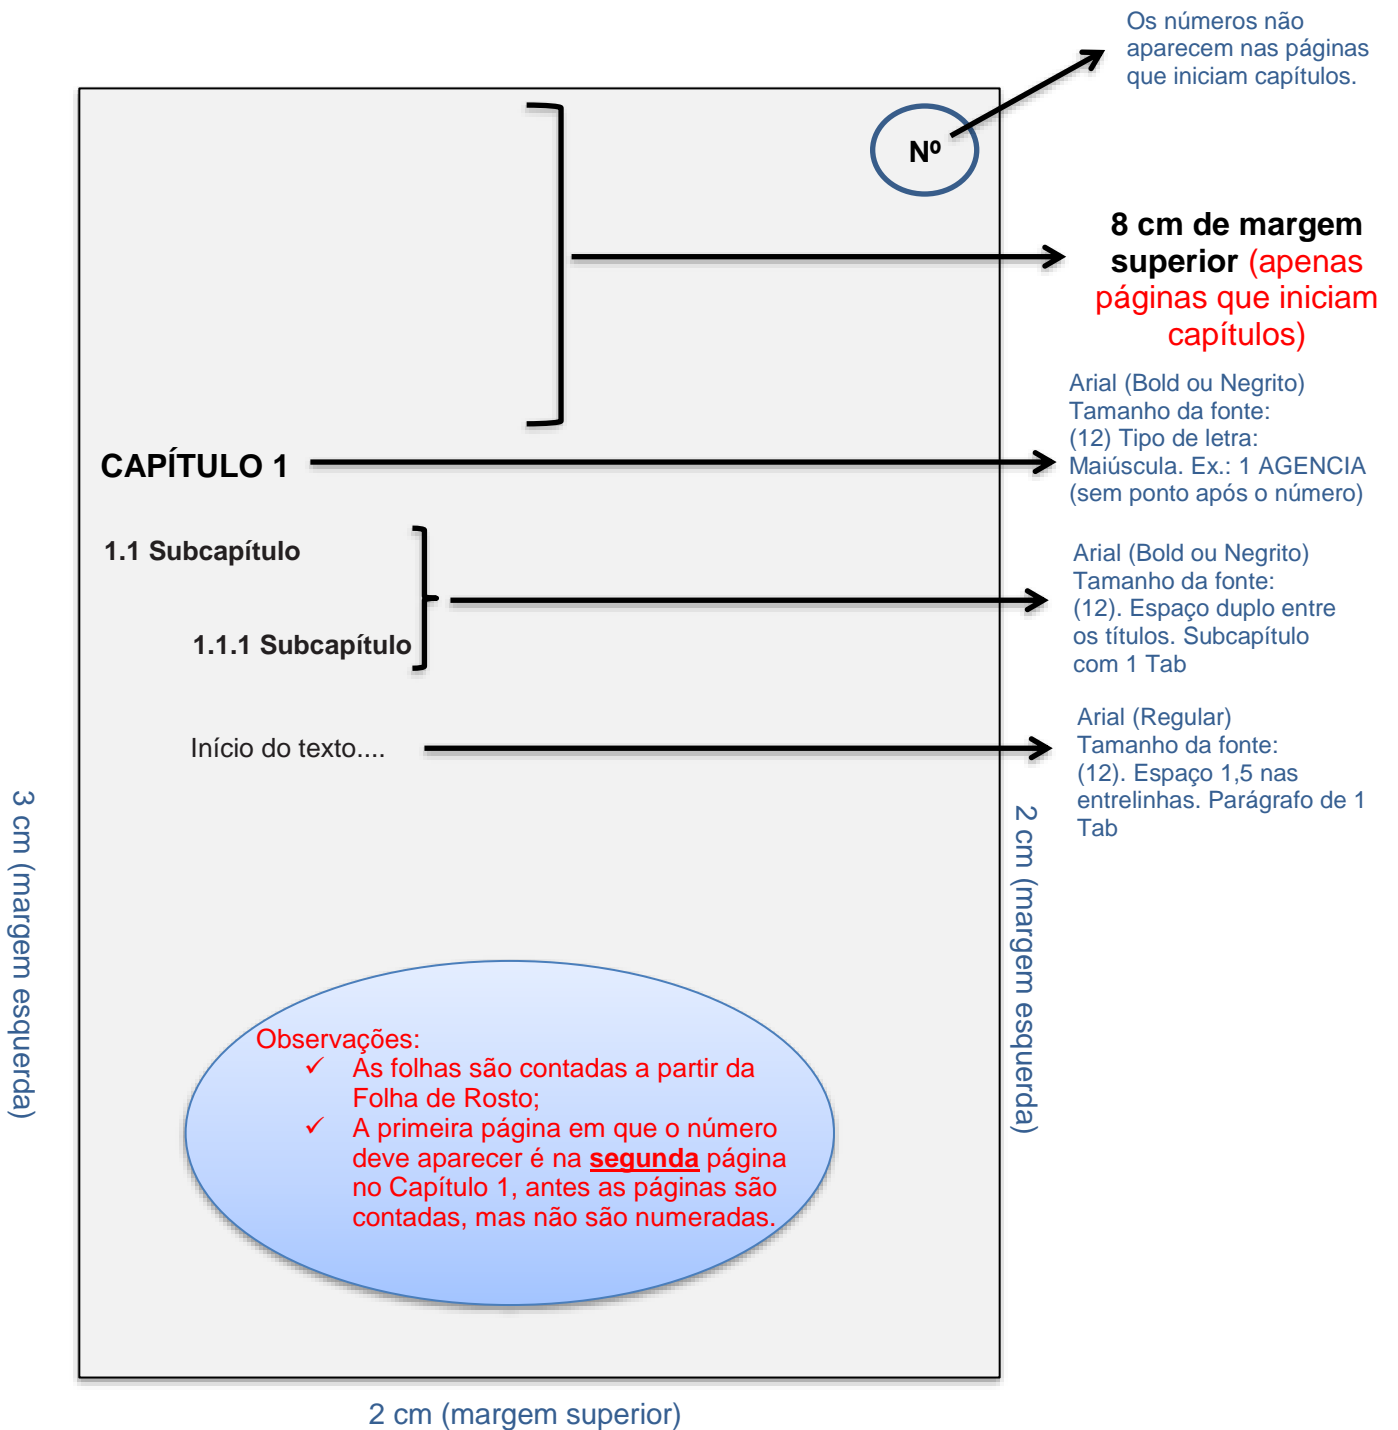 Os números não
aparecem nas páginas
que iniciam capítulos.
Nº
8 cm de margem
superior (apenas
páginas que iniciam
capítulos)
Arial (Bold ou Negrito)
Tamanho da fonte:
(12) Tipo de letra:
Maiúscula. Ex.: 1 AGENCIA
(sem ponto após o número)
CAPÍTULO 1
1.1 Subcapítulo
1.1.1 Subcapítulo
Arial (Bold ou Negrito)
Tamanho da fonte:
(12). Espaço duplo entre
os títulos. Subcapítulo
com 1 Tab
Início do texto....
Arial (Regular)
Tamanho da fonte:
(12). Espaço 1,5 nas
entrelinhas. Parágrafo de 1
Tab
3 cm (margem esquerda)
2 cm (margem esquerda)
Observações:
✓ As folhas são contadas a partir da
Folha de Rosto;
✓ A primeira página em que o número
deve aparecer é na segunda página
no Capítulo 1, antes as páginas são
contadas, mas não são numeradas.
2 cm (margem superior)